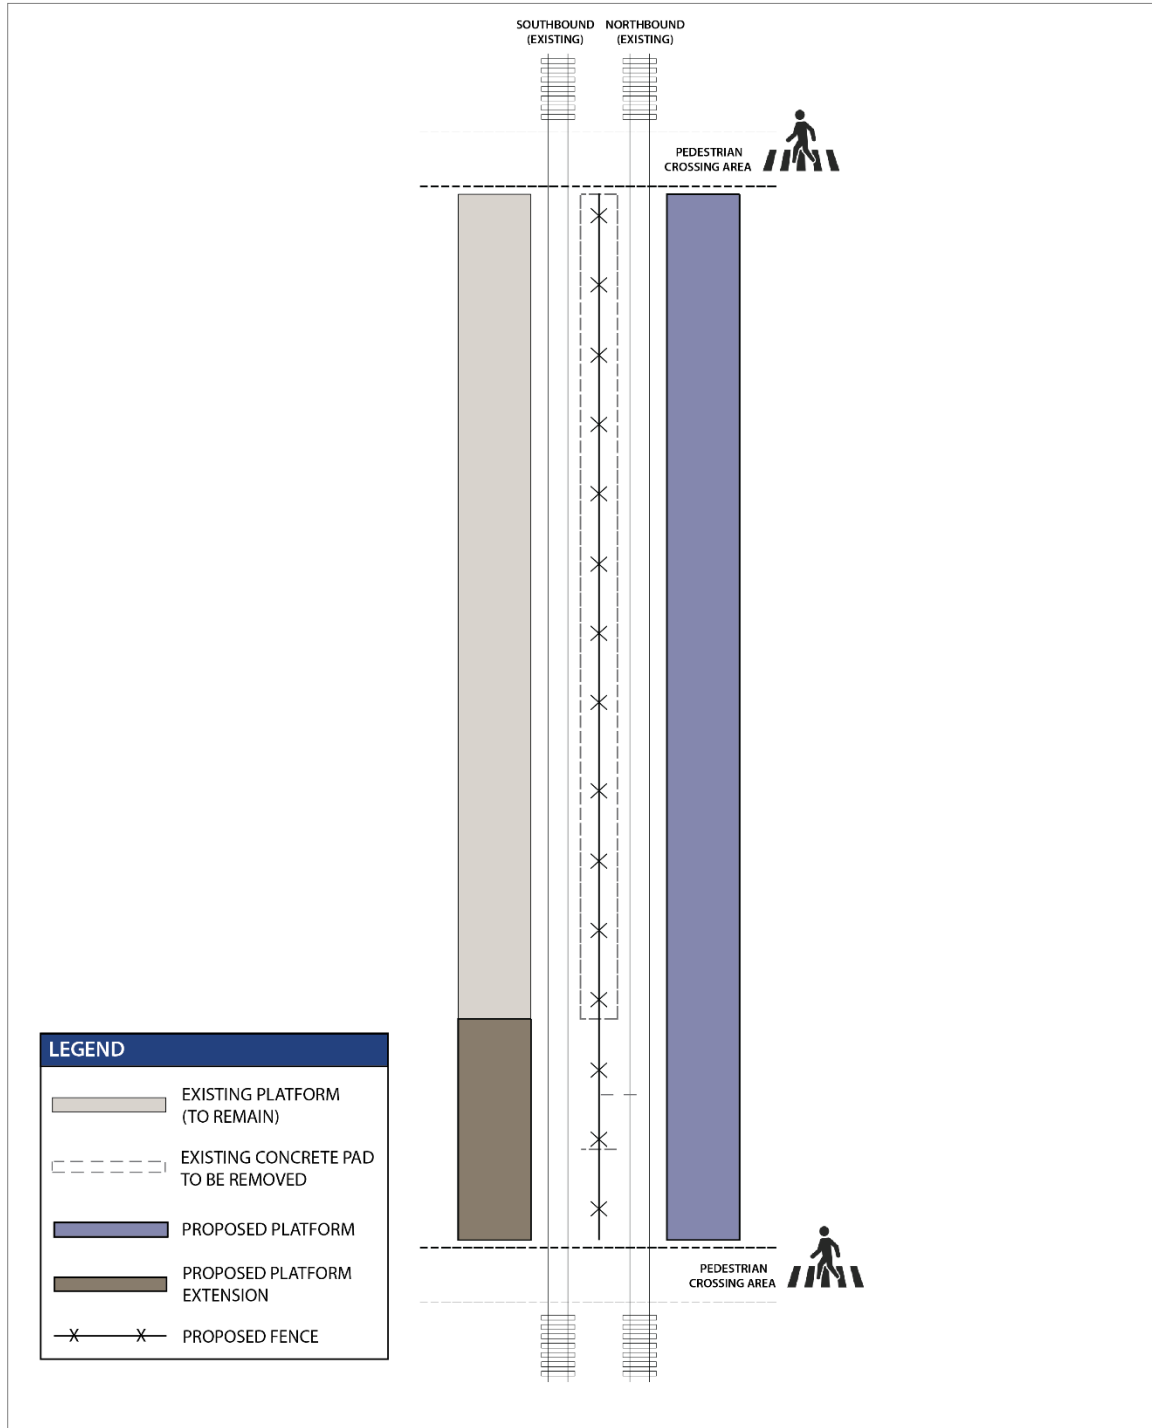 SOUTHBOUND
(EXISTING)
NORTHBOUND
(EXISTING)
PEDESTRIAN
CROSSING AREA
LEGEND
EXISTING PLATFORM
(TO REMAIN)
EXISTING CONCRETE PAD
TO BE REMOVED
PROPOSED PLATFORM
PROPOSED PLATFORM
EXTENSION
PROPOSED FENCE
PEDESTRIAN
CROSSING AREA